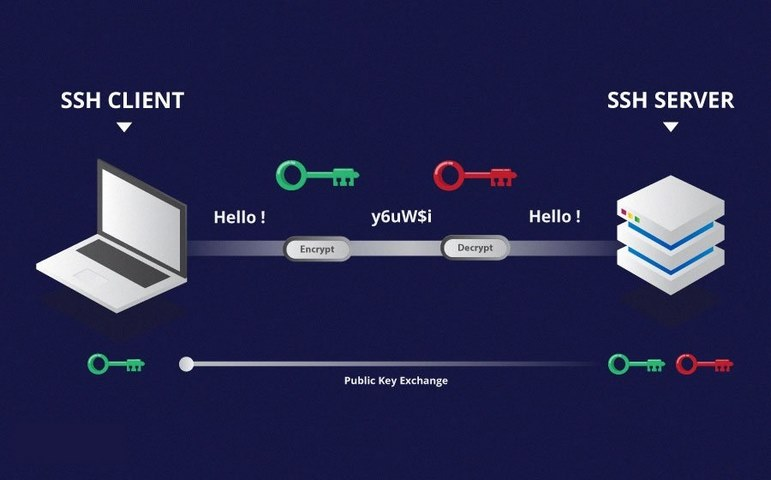 SSH CLIENT
SSH SERVER
Hello !
y6uW$i
Hello !
Encrypt
Decrypt
Public Key Exchange